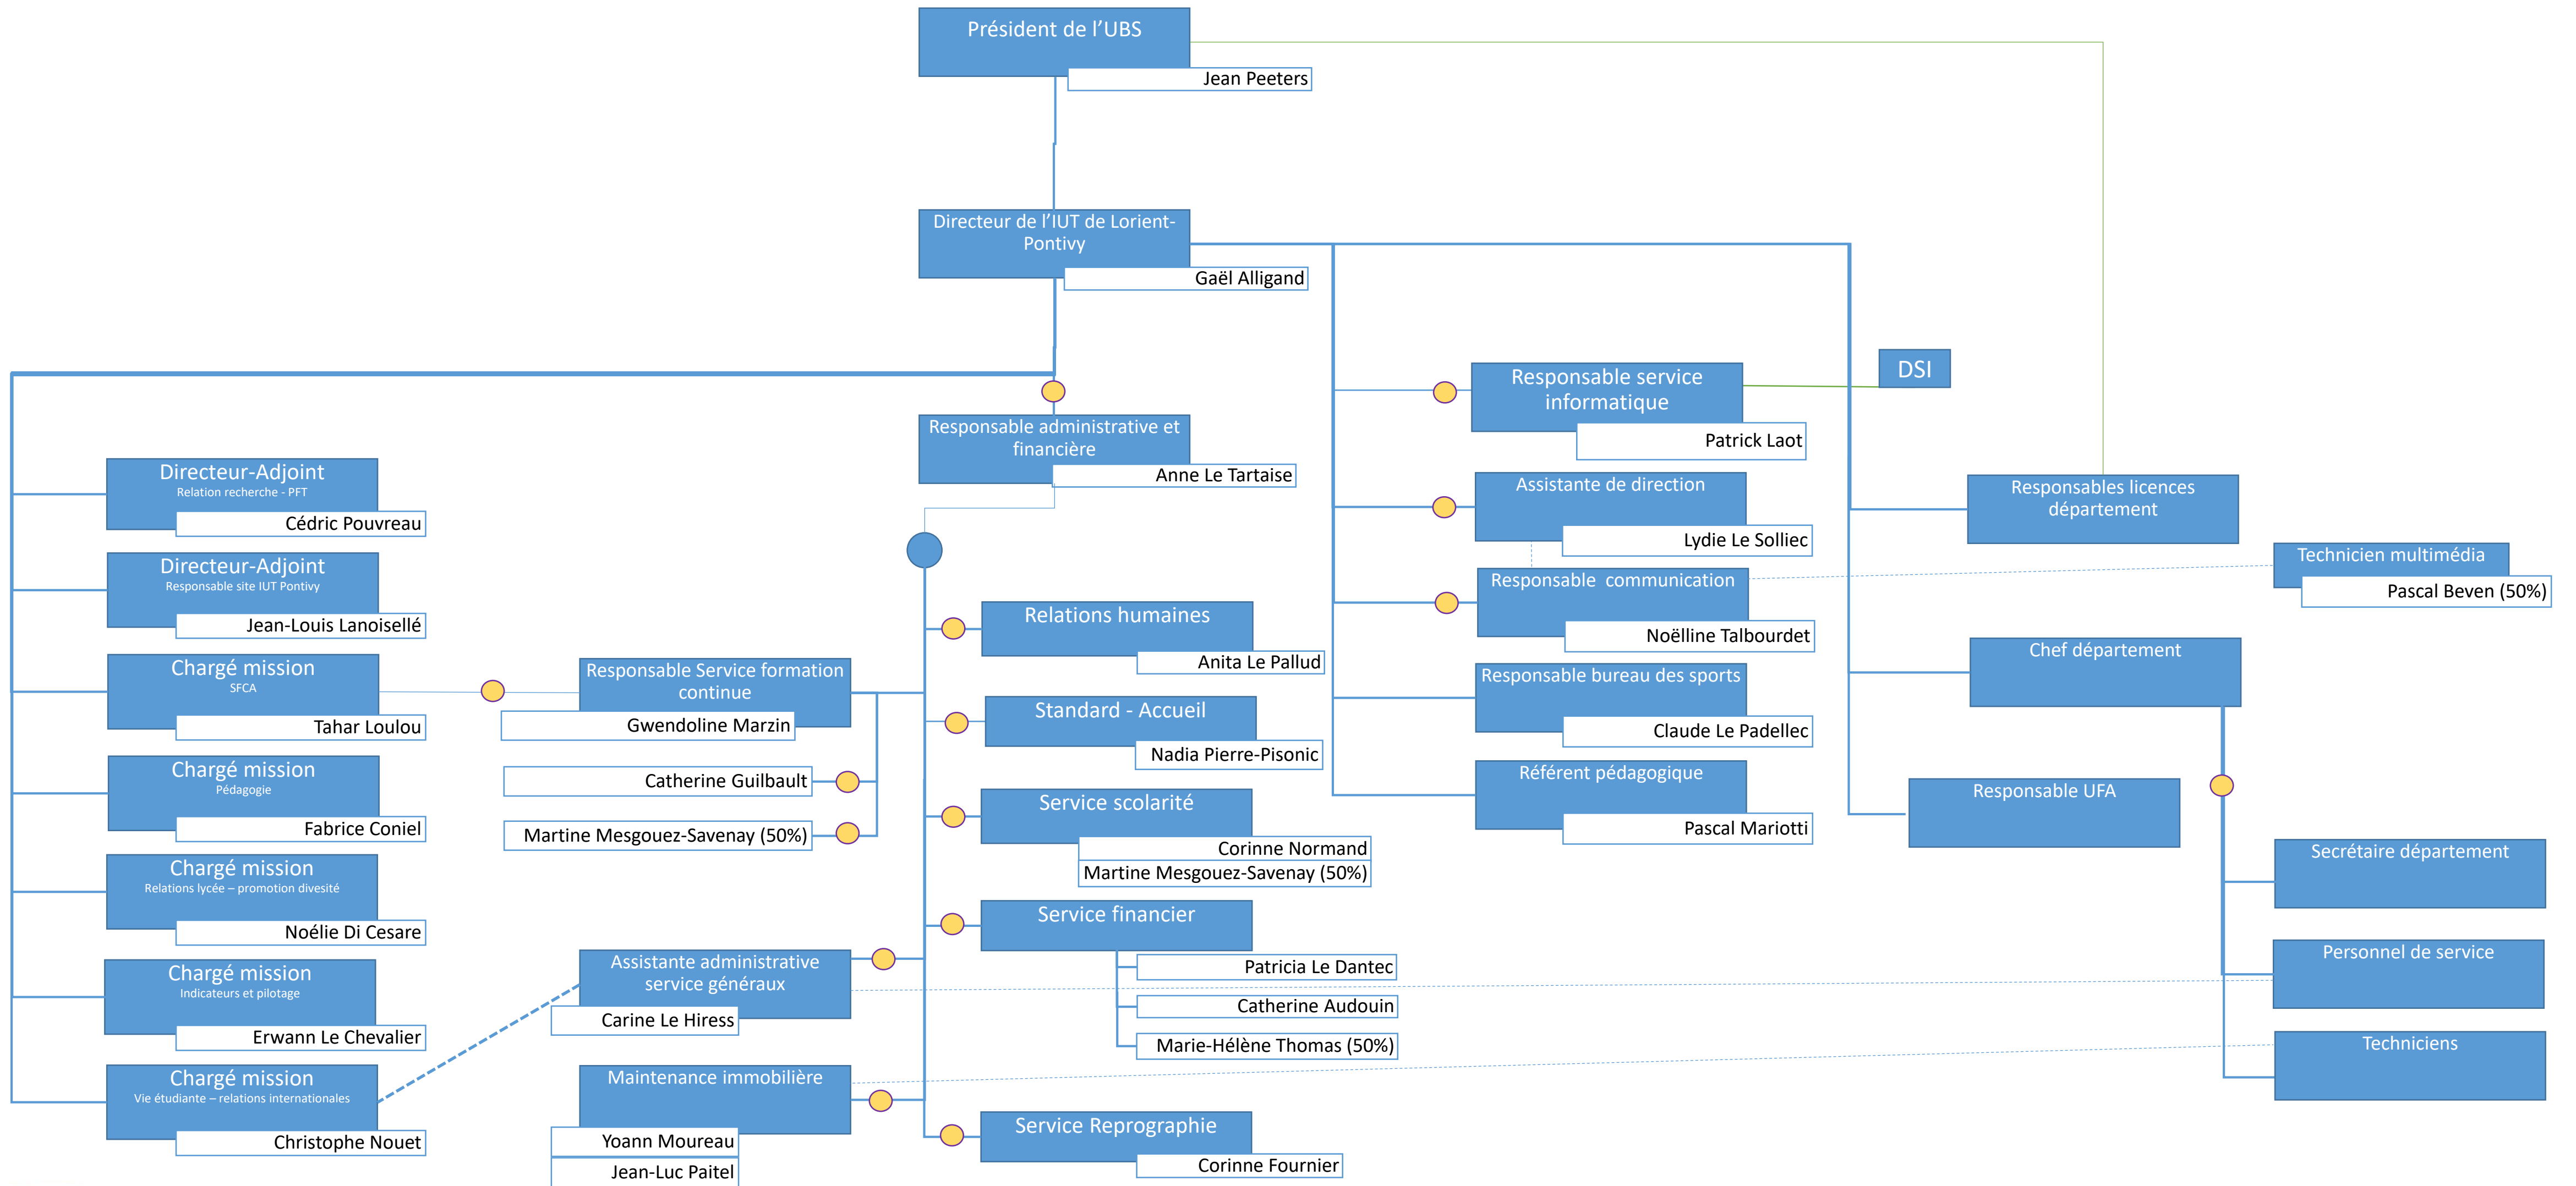 Président de l’UBS
Jean Peeters
Directeur de l’IUT de Lorient-
Pontivy
Gaël Alligand
Responsable administrative et
financière
Anne Le Tartaise
Directeur-Adjoint
Relation recherche - PFT
Cédric Pouvreau
Directeur-Adjoint
Responsable site IUT Pontivy
Jean-Louis Lanoisellé
Chargé mission
SFCA
Tahar Loulou
Chargé mission
Pédagogie
Fabrice Coniel
Chargé mission
Relations lycée – promotion divesité
Noélie Di Cesare
Chargé mission
Indicateurs et pilotage
Erwann Le Chevalier
Chargé mission
Vie étudiante – relations internationales
Christophe Nouet
Responsable Service formation
continue
Gwendoline Marzin
Catherine Guilbault
Martine Mesgouez-Savenay (50%)
Assistante administrative
service généraux
Carine Le Hiress
Maintenance immobilière
Yoann Moureau
Jean-Luc Paitel
Relations humaines
Anita Le Pallud
Standard - Accueil
Nadia Pierre-Pisonic
Service scolarité
Corinne Normand
Martine Mesgouez-Savenay (50%)
Service financier
Patricia Le Dantec
Catherine Audouin
Marie-Hélène Thomas (50%)
Service Reprographie
Corinne Fournier
Responsable service
informatique
Patrick Laot
DSI
Assistante de direction
Lydie Le Solliec
Responsable  communication
Noëlline Talbourdet
Responsable bureau des sports
Claude Le Padellec
Référent pédagogique
Pascal Mariotti
Responsables licences
département
Technicien multimédia
Pascal Beven (50%)
Chef département
Responsable UFA
Secrétaire département
Personnel de service
Techniciens